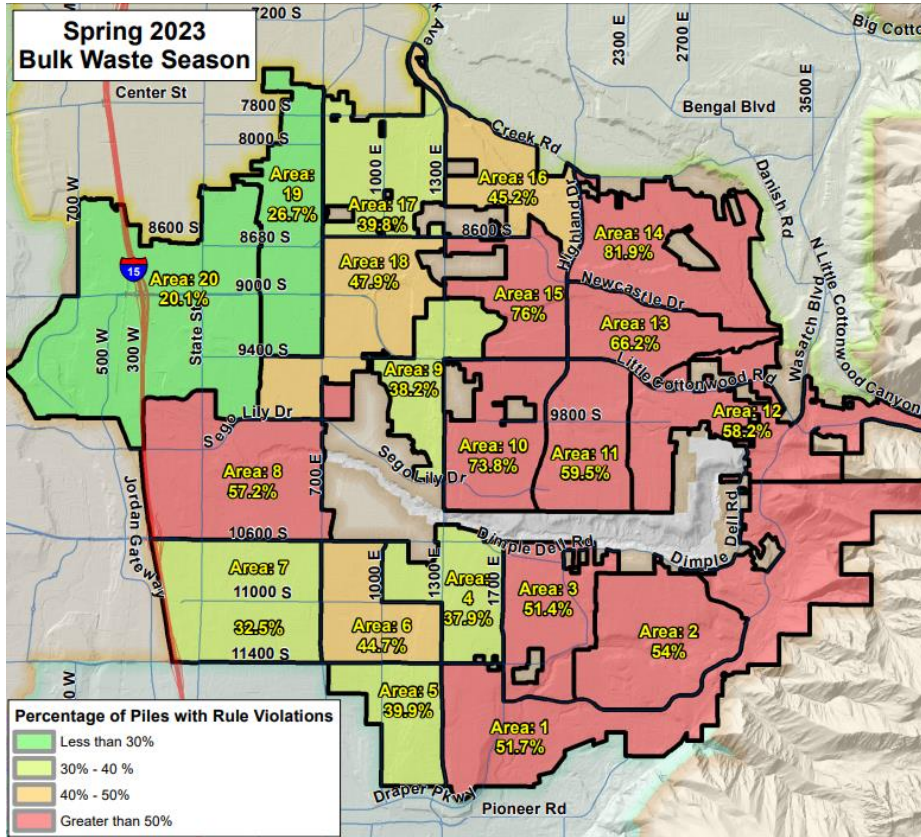 Spring 2023
Bulk Waste Season
7200 S
Center St
7800 S
8000 S
2300 E
2700 E
3500 E
Big Cotto
Bengal Blvd
Creek Rd
Danish Rd
700 W
1000 E
1300 E
Area:
19
26.7%
Area: 17
39.8%
Area: 16
45.2%
Highland Dr
8600 S
8600 S
8680 S
Area: 14
81.9%
15
Area: 20
20.1%
9000 S
Area: 18
47.9%
Newcastle Dr
Area: 15
76%
Area: 13
66.2%
Wasatch Blvd
N Little Cottonwood Canyon
500 W
300 W
State St
9400 S
Area: 9
38.2%
Little Cottonwood Rd
Sego Lily Dr
9800 S
Area: 12
58.2%
Area: 10
73.8%
Area: 11
59.5%
Area: 8
57.2%
700 E
Sego Lily Dr
Jordan Gateway
10600 S
Dimple Dell Rd
Dimple Dell Rd
Area: 7
11000 S
32.5%
1000 E
1300 E
Area:
4
37.9%
1700 E
Area: 3
51.4%
Area: 6
44.7%
Area: 2
54%
11400 S
Area: 5
39.9%
Area: 1
51.7%
Draper Pkwy
Pioneer Rd
Percentage of Piles with Rule Violations
Less than 30%
30% - 40 %
40% - 50%
Greater than 50%